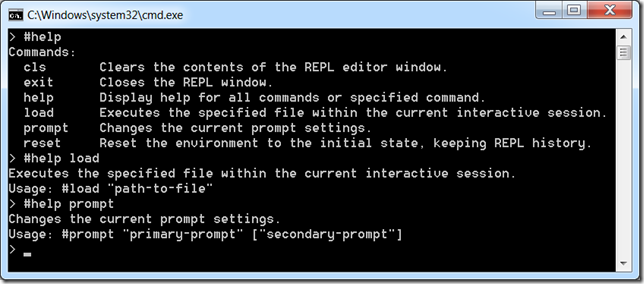 C:\Windows\system32\cmd.exe
> #help
Commands:
  cls       Clears the contents of the REPL editor window.
  exit      Closes the REPL window.
  help      Display help for all commands or specified command.
  load      Executes the specified file within the current interactive session.
  prompt    Changes the current prompt settings.
  reset     Reset the environment to the initial state, keeping REPL history.
> #help load
Executes the specified file within the current interactive session.
Usage: #load "path-to-file"
> #help prompt
Changes the current prompt settings.
Usage: #prompt "primary-prompt" ["secondary-prompt"]
> _